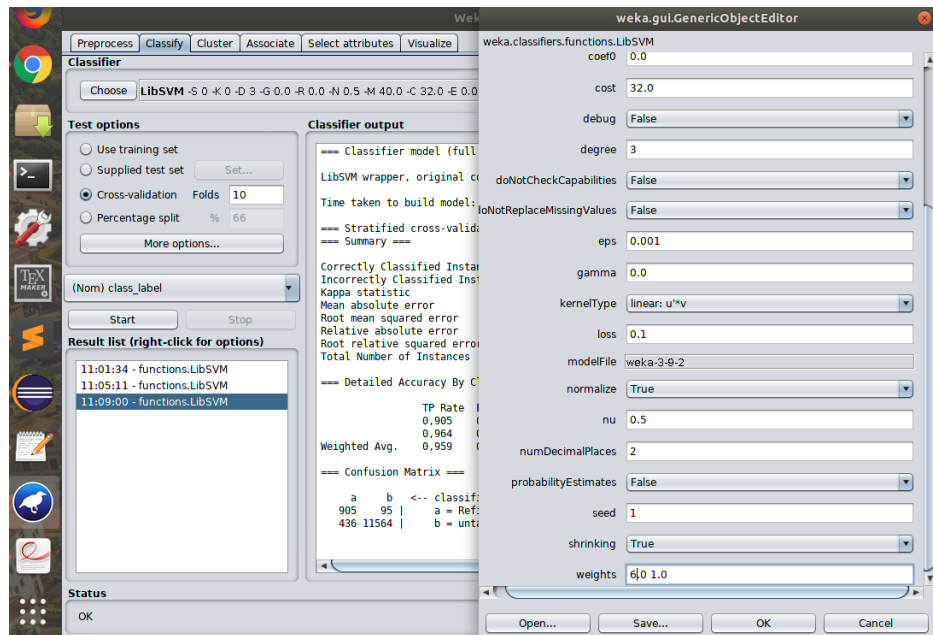 Wek
weka.gui.GenericObjectEditor
Preprocess Classify Cluster Associate Select attributes Visualize
Classifier
Choose LibSVM -S 0 -K 0 -D 3 -G 0.0 -R 0.0 -N 0.5 -M 40.0 -C 32.0 -E 0.0
Test options
Use training set
Supplied test set Set...
Cross-validation Folds 10
Percentage split % 66
More options...
(Nom) class_label
Start Stop
Result list (right-click for options)
11:01:34 - functions.LibSVM
11:05:11 - functions.LibSVM
11:09:00 - functions.LibSVM
Classifier output
=== Classifier model (full
LibSVM wrapper, original co
Time taken to build model:
=== Stratified cross-valida
=== Summary ===
Correctly Classified Instan
Incorrectly Classified Inst
Kappa statistic
Mean absolute error
Root mean squared error
Relative absolute error
Root relative squared error
Total Number of Instances
=== Detailed Accuracy By Cl
TP Rate
0,905
0,964
Weighted Avg. 0,959
=== Confusion Matrix ===
a b <-- classifi
905 95 | a = Refi
436 11564 | b = unta
Status
OK
weka.classifiers.functions.LibSVM
coef0 0.0
cost 32.0
debug False
degree 3
doNotCheckCapabilities False
doNotReplaceMissingValues False
eps 0.001
gamma 0.0
kernelType linear: u'*v
loss 0.1
modelFile weka-3-9-2
normalize True
nu 0.5
numDecimalPlaces 2
probabilityEstimates False
seed 1
shrinking True
weights 6.0 1.0
Open... Save... OK Cancel
TEX
MAKER